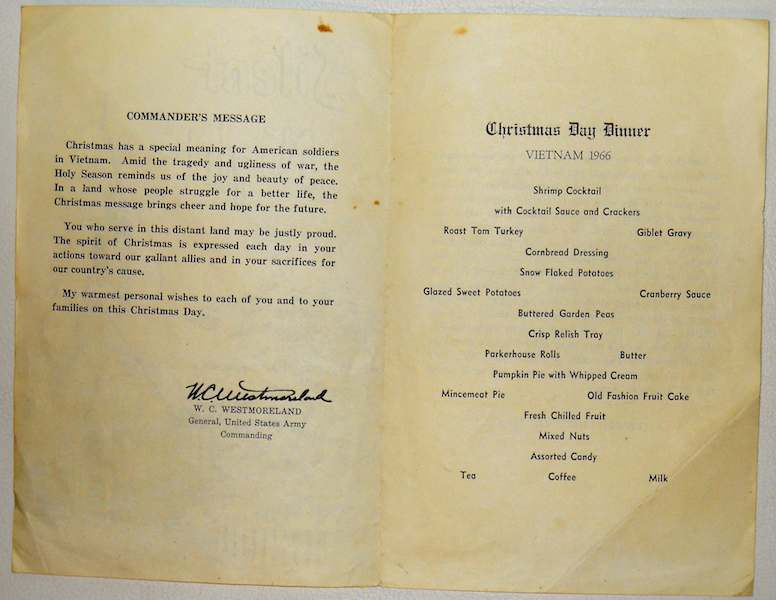 COMMANDER'S MESSAGE
Christmas has a special meaning for American soldiers
in Vietnam. Amid the tragedy and ugliness of war, the
Holy Season reminds us of the joy and beauty of peace.
In a land whose people struggle for a better life, the
Christmas message brings cheer and hope for the future.
You who serve in this distant land may be justly proud.
The spirit of Christmas is expressed each day in your
actions toward our gallant allies and in your sacrifices for
our country's cause.
My warmest personal wishes to each of you and to your
families on this Christmas Day.
W.C. Westmoreland
W. C. WESTMORELAND
General, United States Army
Commanding
Christmas Day Dinner
VIETNAM 1966
Shrimp Cocktail
with Cocktail Sauce and Crackers
Roast Tom Turkey Giblet Gravy
Cornbread Dressing
Snow Flaked Potatoes
Glazed Sweet Potatoes Cranberry Sauce
Buttered Garden Peas
Crisp Relish Tray
Parkerhouse Rolls Butter
Pumpkin Pie with Whipped Cream
Mincemeat Pie Old Fashion Fruit Cake
Fresh Chilled Fruit
Mixed Nuts
Assorted Candy
Tea Coffee Milk